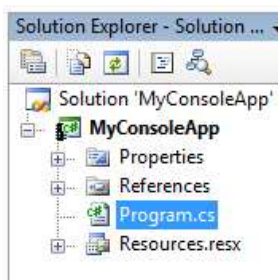 Solution Explorer - Solution ...
Solution 'MyConsoleApp'
MyConsoleApp
Properties
References
Program.cs
Resources.resx